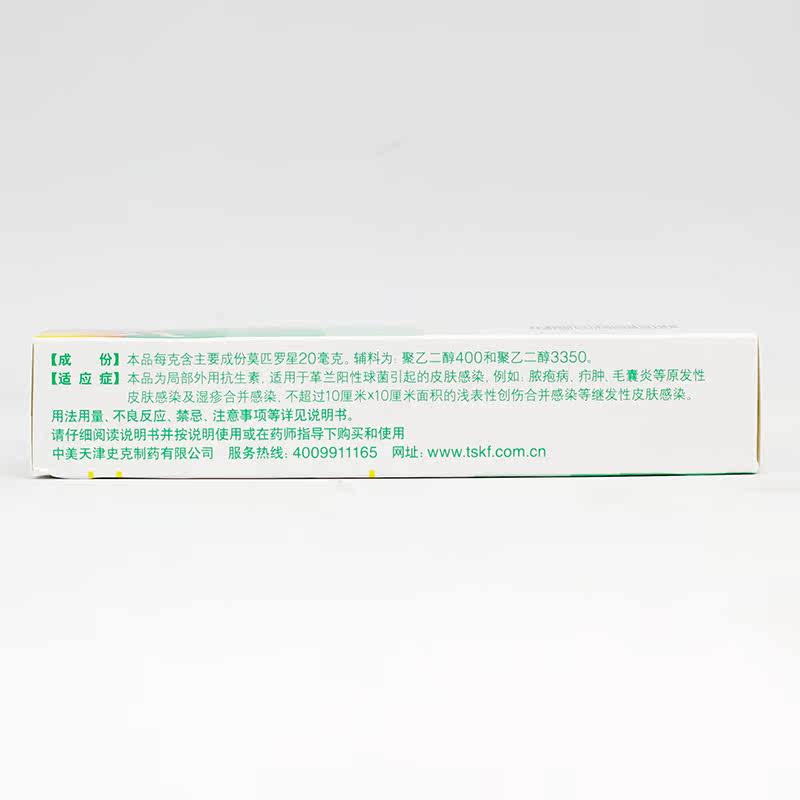 【成 份】本品每克含主要成份莫匹罗星20毫克。辅料为: 聚乙二醇400和聚乙二醇3350。
【适 应 症】本品为局部外用抗生素, 适用于革兰阳性球菌引起的皮肤感染, 例如: 脓疱病、疖肿、毛囊炎等原发性
皮肤感染及湿疹合并感染, 不超过10厘米×10厘米面积的浅表性创伤合并感染等继发性皮肤感染。
用法用量、不良反应、禁忌、注意事项等详见说明书。
请仔细阅读说明书并按说明使用或在药师指导下购买和使用
中美天津史克制药有限公司 服务热线: 4009911165 网址: www.tskf.com.cn